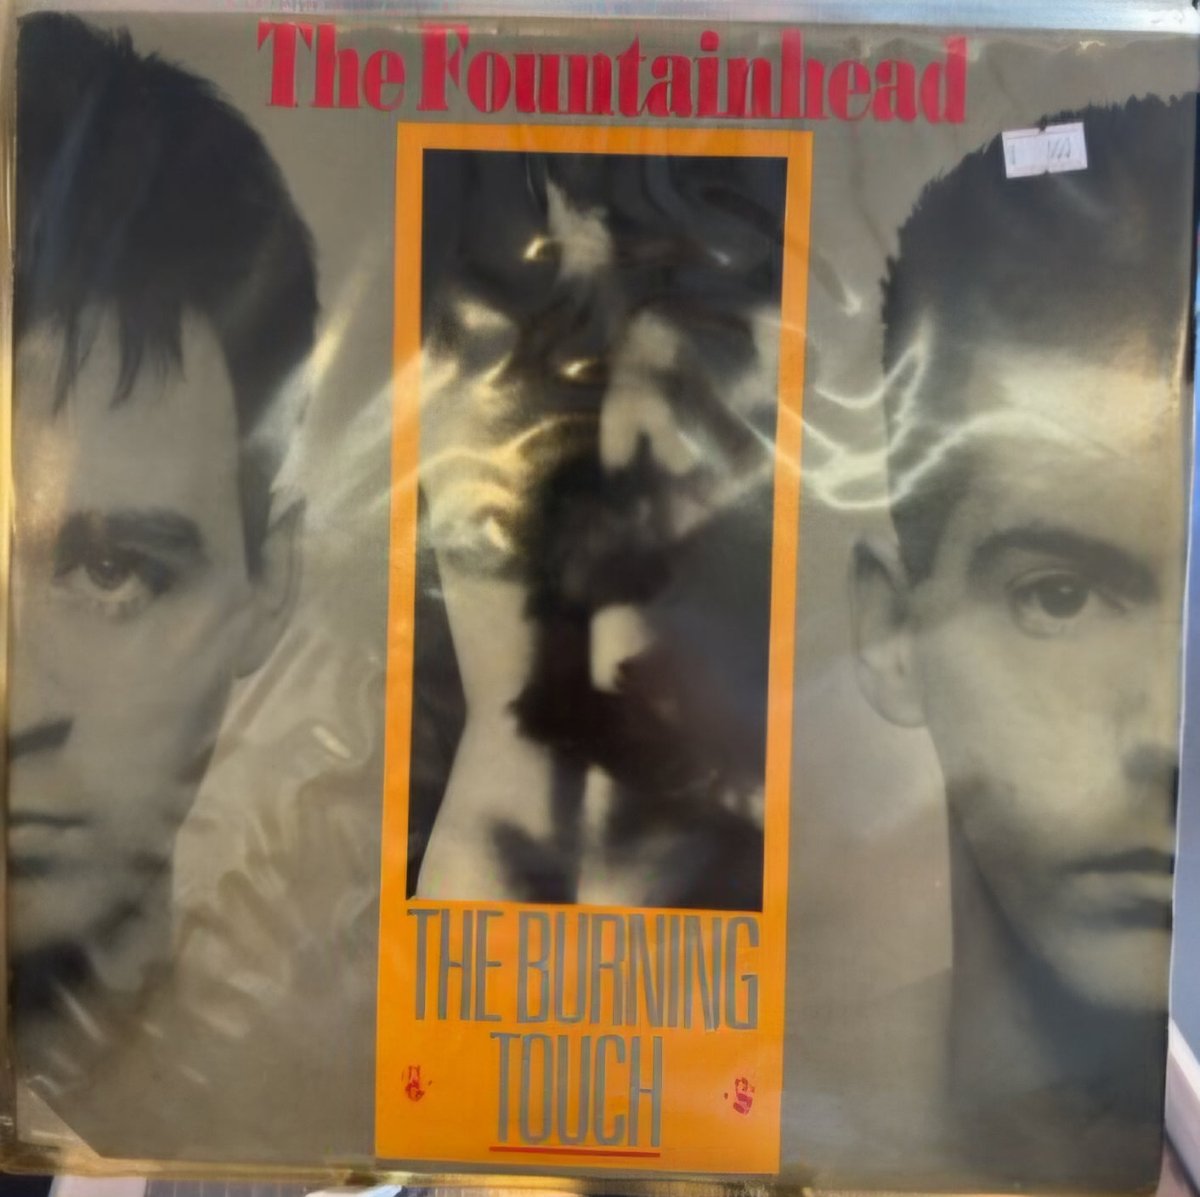 The Fountainhead
THE BURNING
TOUCH